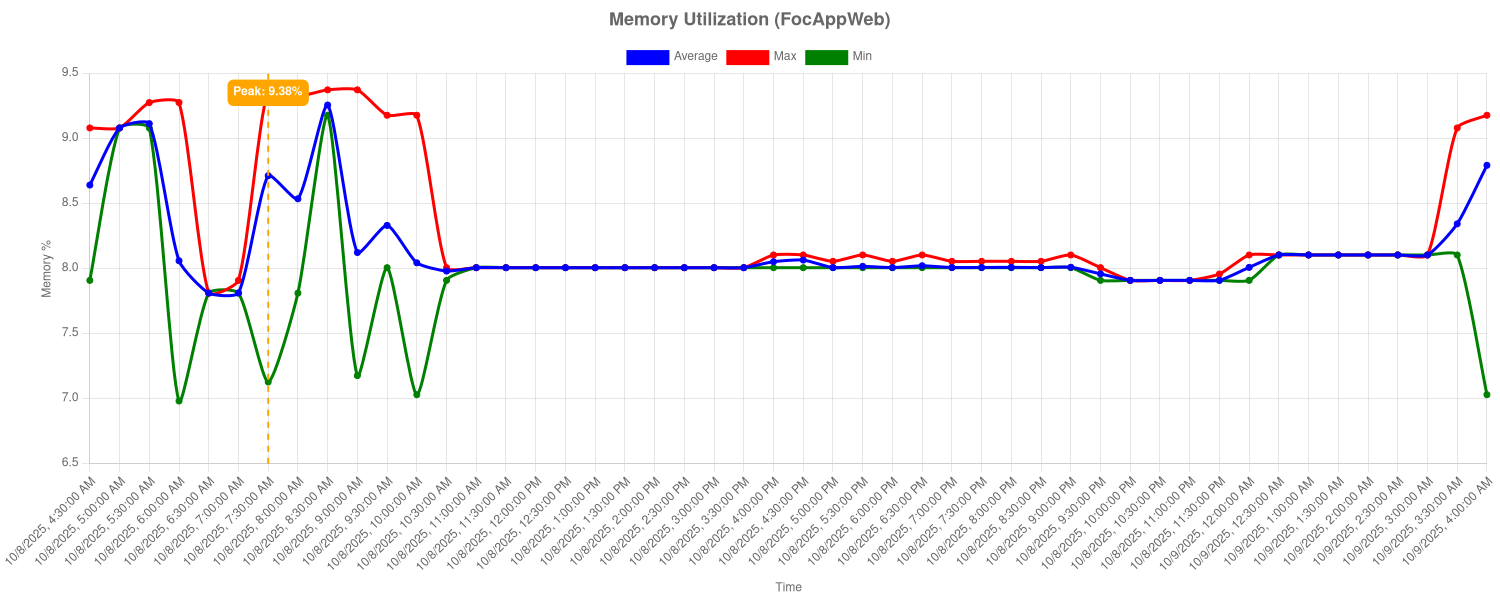 Memory Utilization (FocAppWeb)
Average Max Min
9.5
9.0
8.5
8.0
7.5
7.0
6.5
Memory %
Peak: 9.38%
10/8/2025, 4:30:00 AM
10/8/2025, 5:00:00 AM
10/8/2025, 5:30:00 AM
10/8/2025, 6:00:00 AM
10/8/2025, 6:30:00 AM
10/8/2025, 7:00:00 AM
10/8/2025, 7:30:00 AM
10/8/2025, 8:00:00 AM
10/8/2025, 8:30:00 AM
10/8/2025, 9:00:00 AM
10/8/2025, 9:30:00 AM
10/8/2025, 10:00:00 AM
10/8/2025, 10:30:00 AM
10/8/2025, 11:00:00 AM
10/8/2025, 11:30:00 AM
10/8/2025, 12:00:00 PM
10/8/2025, 12:30:00 PM
10/8/2025, 1:00:00 PM
10/8/2025, 1:30:00 PM
10/8/2025, 2:00:00 PM
10/8/2025, 2:30:00 PM
10/8/2025, 3:00:00 PM
10/8/2025, 3:30:00 PM
10/8/2025, 4:00:00 PM
10/8/2025, 4:30:00 PM
10/8/2025, 5:00:00 PM
10/8/2025, 5:30:00 PM
10/8/2025, 6:00:00 PM
10/8/2025, 6:30:00 PM
10/8/2025, 7:00:00 PM
10/8/2025, 7:30:00 PM
10/8/2025, 8:00:00 PM
10/8/2025, 8:30:00 PM
10/8/2025, 9:00:00 PM
10/8/2025, 9:30:00 PM
10/8/2025, 10:00:00 PM
10/8/2025, 10:30:00 PM
10/8/2025, 11:00:00 PM
10/8/2025, 11:30:00 PM
10/9/2025, 12:00:00 AM
10/9/2025, 12:30:00 AM
10/9/2025, 1:00:00 AM
10/9/2025, 1:30:00 AM
10/9/2025, 2:00:00 AM
10/9/2025, 2:30:00 AM
10/9/2025, 3:00:00 AM
10/9/2025, 3:30:00 AM
10/9/2025, 4:00:00 AM
Time